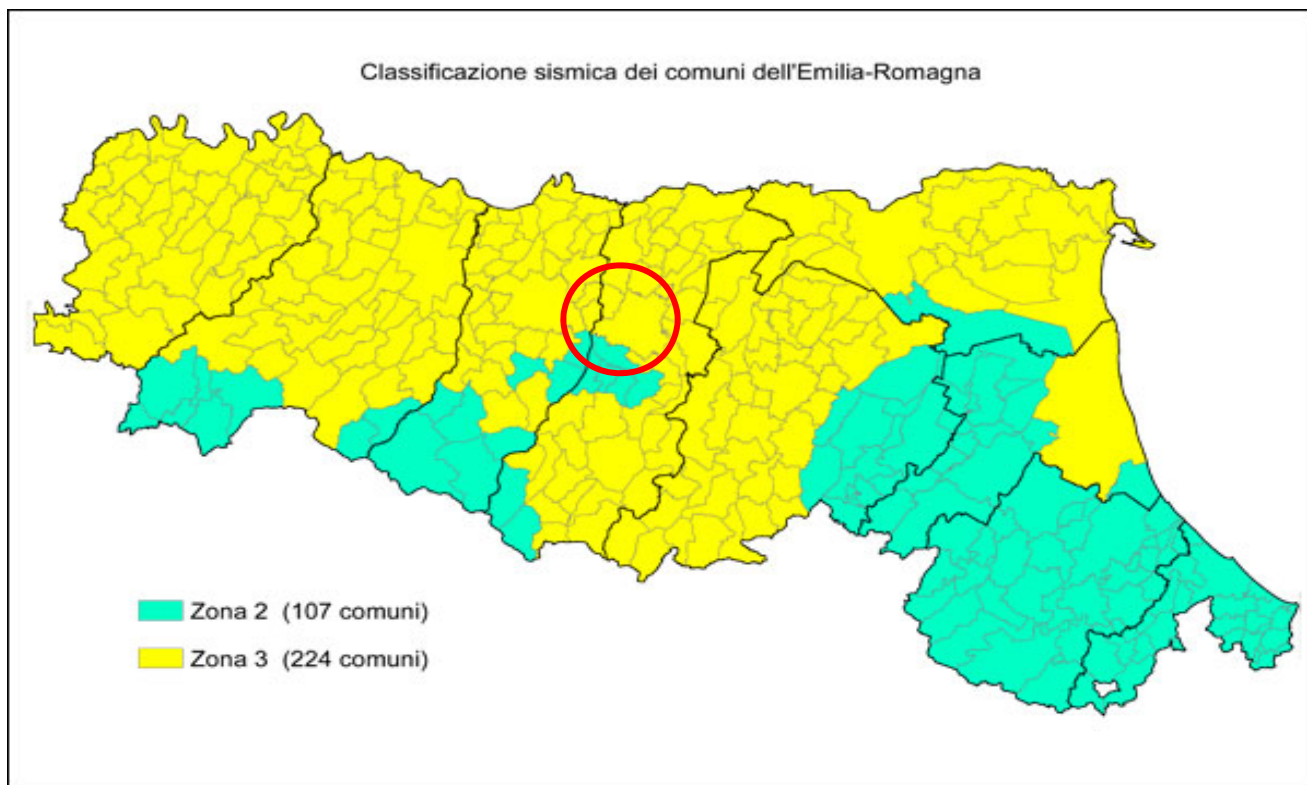 Classificazione sismica dei comuni dell'Emilia-Romagna
Zona 2 (107 comuni)
Zona 3 (224 comuni)